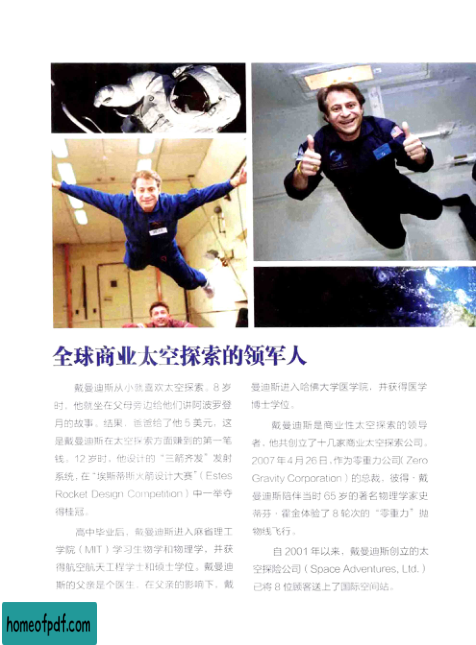 全球商业太空探索的领军人
戴曼迪斯从小就喜欢太空探索。8岁
时，他就坐在父母旁边给他们讲阿波罗登
月的故事，结果，爸爸给了他5美元，这
是戴曼迪斯在太空探索方面赚到的第一笔
钱。12岁时，他设计的“三箭齐发”发射
系统，在“埃斯蒂斯火箭设计大赛”（Estes
Rocket Design Competition）中一举夺
得桂冠。
高中毕业后，戴曼迪斯进入麻省理工
学院（MIT）学习生物学和物理学，并获
得航空航天工程学士和硕士学位。戴曼迪
斯的父亲是个医生，在父亲的影响下，戴
曼迪斯进入哈佛大学医学院，并获得医学
博士学位。
戴曼迪斯是商业性太空探索的领导
者，他共创立了十几家商业太空探索公司。
2007年4月26日，作为零重力公司（Zero
Gravity Corporation）的总裁，彼得·戴
曼迪斯陪伴当时65岁的著名物理学家史
蒂芬·霍金体验了8轮次的“零重力”抛
物线飞行。
自2001年以来，戴曼迪斯创立的太
空探险公司（Space Adventures, Ltd.）
已将8位顾客送上了国际空间站。
homeofpdf.com